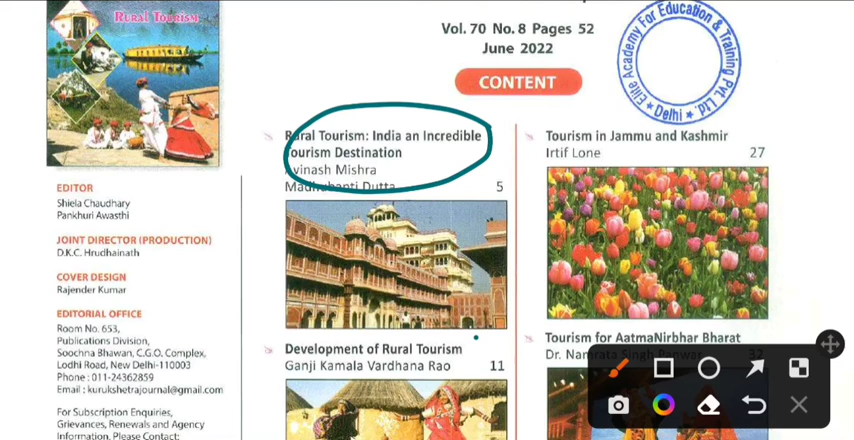 RURAL TOURISM
EDITOR
Shiela Chaudhary
Pankhuri Awasthi
JOINT DIRECTOR (PRODUCTION)
D.K.C. Hrudhainath
COVER DESIGN
Rajender Kumar
EDITORIAL OFFICE
Room No. 653,
Publications Division,
Soochna Bhawan, C.G.O. Complex,
Lodhi Road, New Delhi-110003
Phone : 011-24362859
Email : kurukshetrajournal@gmail.com
For Subscription Enquiries,
Grievances, Renewals and Agency
Information, Please Contact:
Vol. 70 No. 8 Pages 52
June 2022
CONTENT
Rural Tourism: India an Incredible
Tourism Destination
Avinash Mishra
Madhubanti Dutta 5
Development of Rural Tourism
Ganji Kamala Vardhana Rao 11
Elite Academy For Education & Training Pvt. Ltd.
★ Delhi ★
Tourism in Jammu and Kashmir
Irtif Lone 27
Tourism for AatmaNirbhar Bharat
Dr. Namrata Singh Panwar 32